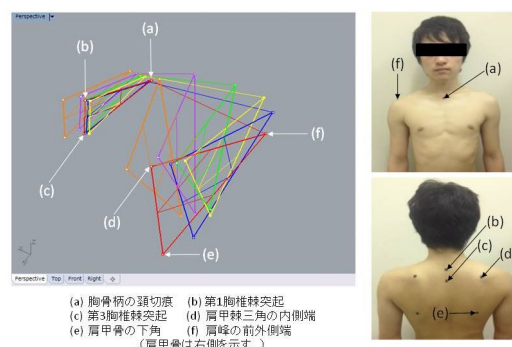 Perspective
(a)
(b)
(c)
(d)
(e)
(f)
z
y
x
Perspective Top Front Right
(f)
(a)
(b)
(c)
(d)
(e)
(a) 胸骨柄の頚切痕 (b) 第1胸椎棘突起
(c) 第3胸椎棘突起 (d) 肩甲棘三角の内側端
(e) 肩甲骨の下角 (f) 肩峰の前外側端
(肩甲骨は右側を示す。)